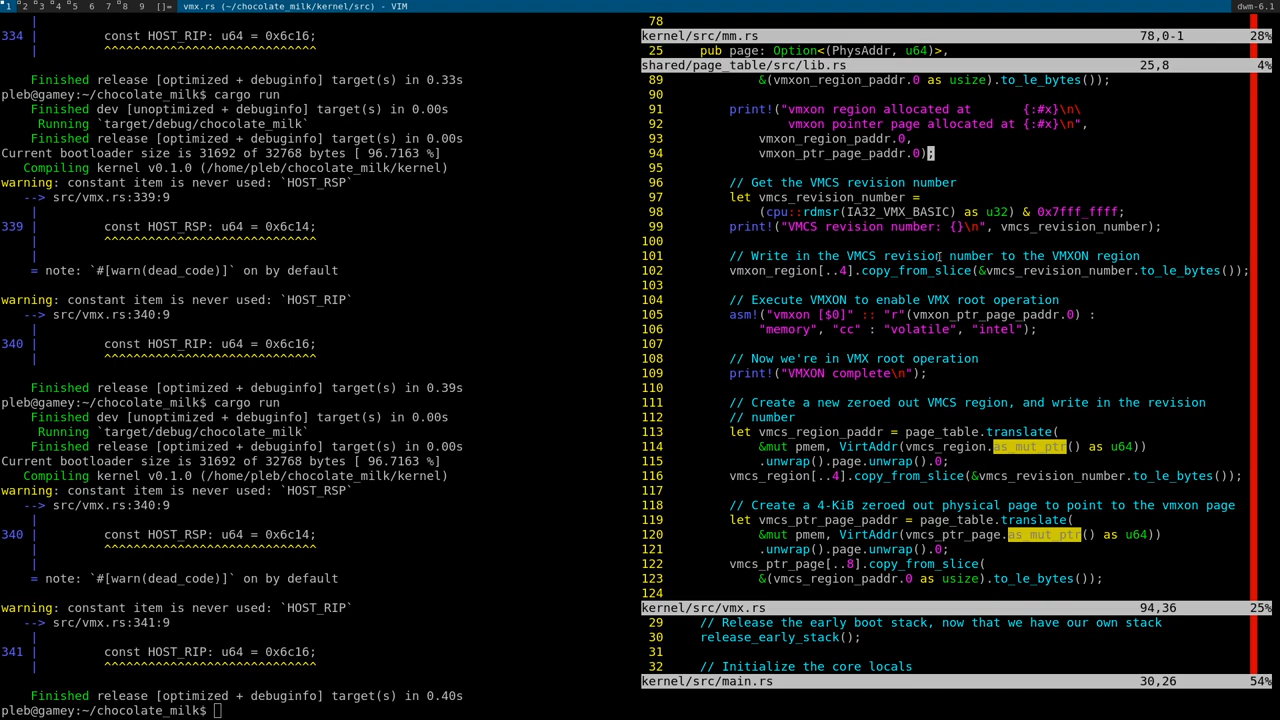 1 2 3 4 5 6 7 8 9 []= vmx.rs (~/chocolate_milk/kernel/src) - VIM dwm-6.1
|
334 | const HOST_RIP: u64 = 0x6c16;
| ^^^^^^^^^^^^^^^^^^^^^^^^^^^^^
Finished release [optimized + debuginfo] target(s) in 0.33s
pleb@gamey:~/chocolate_milk$ cargo run
Finished dev [unoptimized + debuginfo] target(s) in 0.00s
Running `target/debug/chocolate_milk`
Finished release [optimized + debuginfo] target(s) in 0.00s
Current bootloader size is 31692 of 32768 bytes [ 96.7163 %]
Compiling kernel v0.1.0 (/home/pleb/chocolate_milk/kernel)
warning: constant item is never used: `HOST_RSP`
--> src/vmx.rs:339:9
|
339 | const HOST_RSP: u64 = 0x6c14;
| ^^^^^^^^^^^^^^^^^^^^^^^^^^^^^
|
= note: `#[warn(dead_code)]` on by default
warning: constant item is never used: `HOST_RIP`
--> src/vmx.rs:340:9
|
340 | const HOST_RIP: u64 = 0x6c16;
| ^^^^^^^^^^^^^^^^^^^^^^^^^^^^^
Finished release [optimized + debuginfo] target(s) in 0.39s
pleb@gamey:~/chocolate_milk$ cargo run
Finished dev [unoptimized + debuginfo] target(s) in 0.00s
Running `target/debug/chocolate_milk`
Finished release [optimized + debuginfo] target(s) in 0.00s
Current bootloader size is 31692 of 32768 bytes [ 96.7163 %]
Compiling kernel v0.1.0 (/home/pleb/chocolate_milk/kernel)
warning: constant item is never used: `HOST_RSP`
--> src/vmx.rs:340:9
|
340 | const HOST_RSP: u64 = 0x6c14;
| ^^^^^^^^^^^^^^^^^^^^^^^^^^^^^
|
= note: `#[warn(dead_code)]` on by default
warning: constant item is never used: `HOST_RIP`
--> src/vmx.rs:341:9
|
341 | const HOST_RIP: u64 = 0x6c16;
| ^^^^^^^^^^^^^^^^^^^^^^^^^^^^^
Finished release [optimized + debuginfo] target(s) in 0.40s
pleb@gamey:~/chocolate_milk$
78
kernel/src/mm.rs 78,0-1 28%
25 pub page: Option<(PhysAddr, u64)>,
shared/page_table/src/lib.rs 25,8 4%
89 &(vmxon_region_paddr.0 as usize).to_le_bytes());
90
91 print!("vmxon region allocated at {:#x}\n\
92 vmxon pointer page allocated at {:#x}\n",
93 vmxon_region_paddr.0,
94 vmxon_ptr_page_paddr.0);
95
96 // Get the VMCS revision number
97 let vmcs_revision_number =
98 (cpu::rdmsr(IA32_VMX_BASIC) as u32) & 0x7fff_ffff;
99 print!("VMCS revision number: {}\n", vmcs_revision_number);
100
101 // Write in the VMCS revision number to the VMXON region
102 vmxon_region[..4].copy_from_slice(&vmcs_revision_number.to_le_bytes());
103
104 // Execute VMXON to enable VMX root operation
105 asm!("vmxon [$0]" :: "r"(vmxon_ptr_page_paddr.0) :
106 "memory", "cc" : "volatile", "intel");
107
108 // Now we're in VMX root operation
109 print!("VMXON complete\n");
110
111 // Create a new zeroed out VMCS region, and write in the revision
112 // number
113 let vmcs_region_paddr = page_table.translate(
114 &mut pmem, VirtAddr(vmcs_region.as_mut_ptr() as u64))
115 .unwrap().page.unwrap().0;
116 vmcs_region[..4].copy_from_slice(&vmcs_revision_number.to_le_bytes());
117
118 // Create a 4-KiB zeroed out physical page to point to the vmxon page
119 let vmcs_ptr_page_paddr = page_table.translate(
120 &mut pmem, VirtAddr(vmcs_ptr_page.as_mut_ptr() as u64))
121 .unwrap().page.unwrap().0;
122 vmcs_ptr_page[..8].copy_from_slice(
123 &(vmcs_region_paddr.0 as usize).to_le_bytes());
124
kernel/src/vmx.rs 94,36 25%
29 // Release the early boot stack, now that we have our own stack
30 release_early_stack();
31
32 // Initialize the core locals
kernel/src/main.rs 30,26 54%